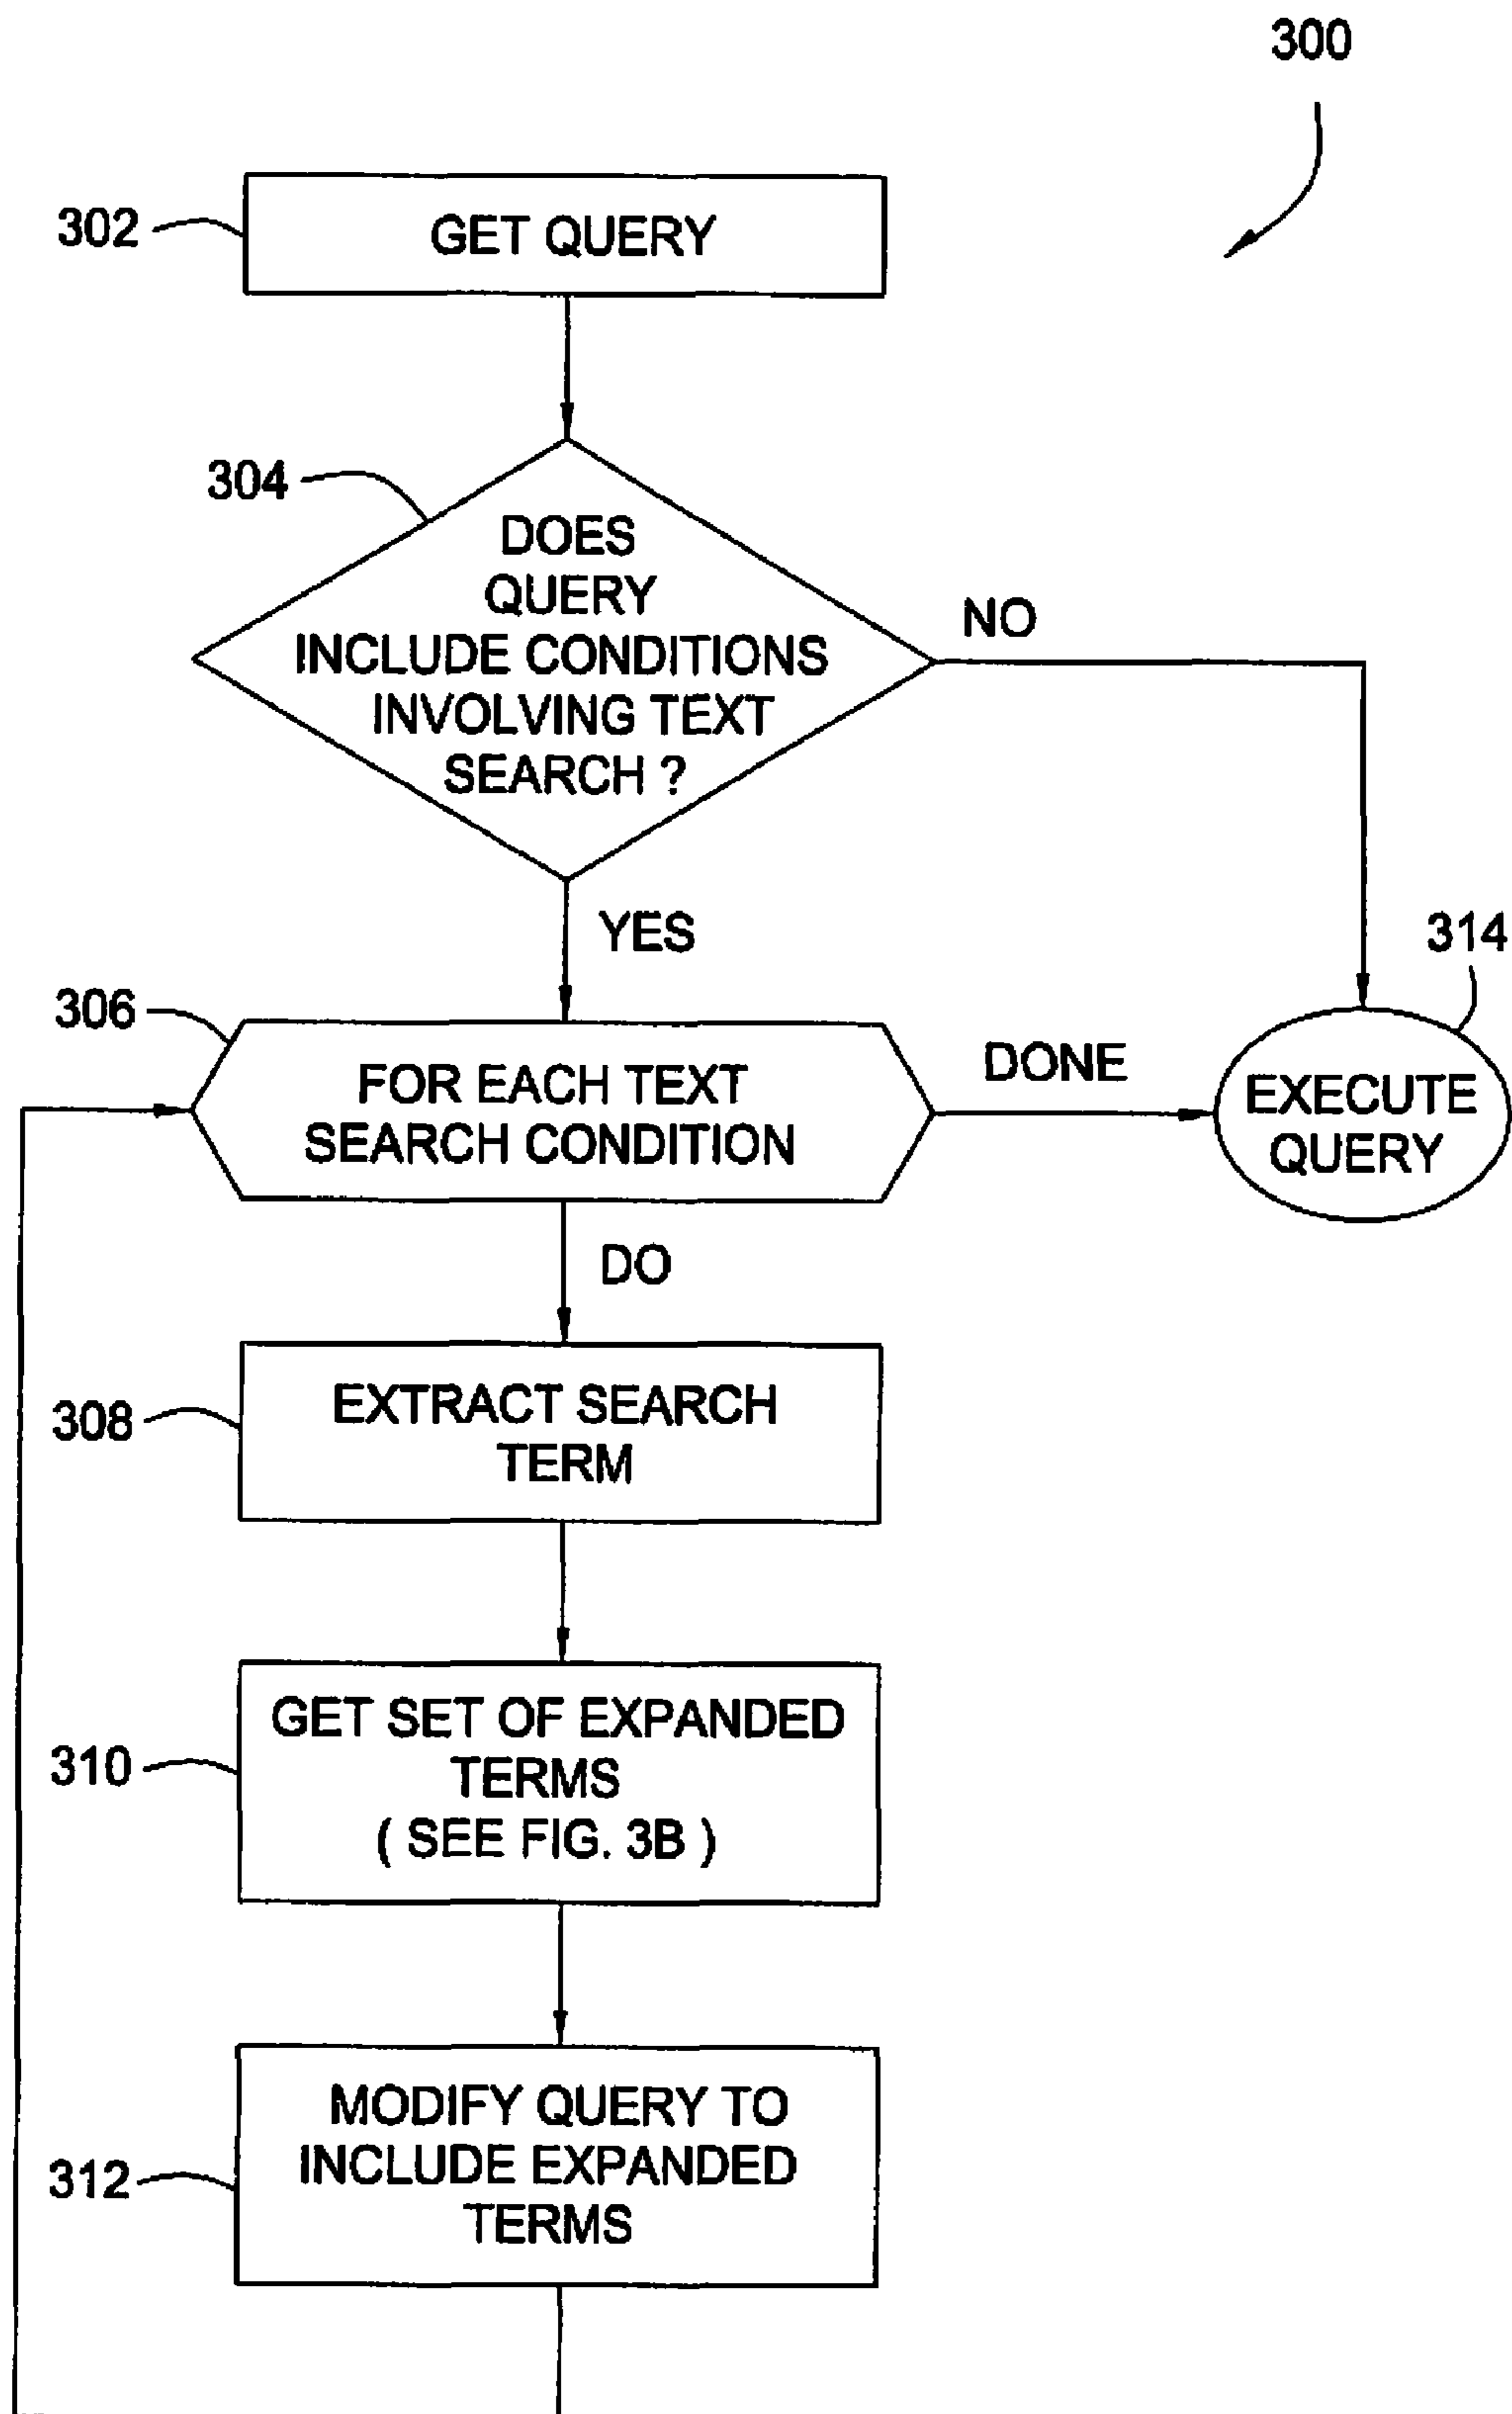 300
302
GET QUERY
304
DOES
QUERY
INCLUDE CONDITIONS
INVOLVING TEXT
SEARCH ?
NO
YES
314
306
FOR EACH TEXT
SEARCH CONDITION
DONE
EXECUTE
QUERY
DO
308
EXTRACT SEARCH
TERM
310
GET SET OF EXPANDED
TERMS
( SEE FIG. 3B )
312
MODIFY QUERY TO
INCLUDE EXPANDED
TERMS